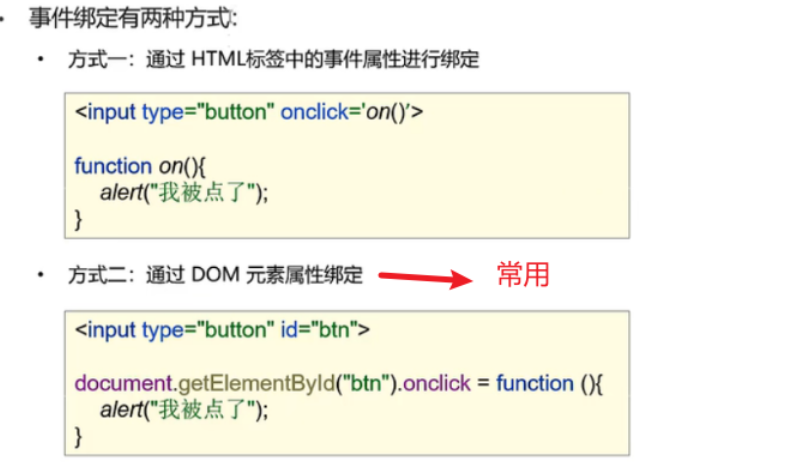 • 事件绑定有两种方式:
• 方式一：通过 HTML标签中的事件属性进行绑定
<input type="button" onclick='on()'>
function on(){
alert("我被点了");
}
• 方式二：通过 DOM 元素属性绑定 常用
<input type="button" id="btn">
document.getElementById("btn").onclick = function (){
alert("我被点了");
}